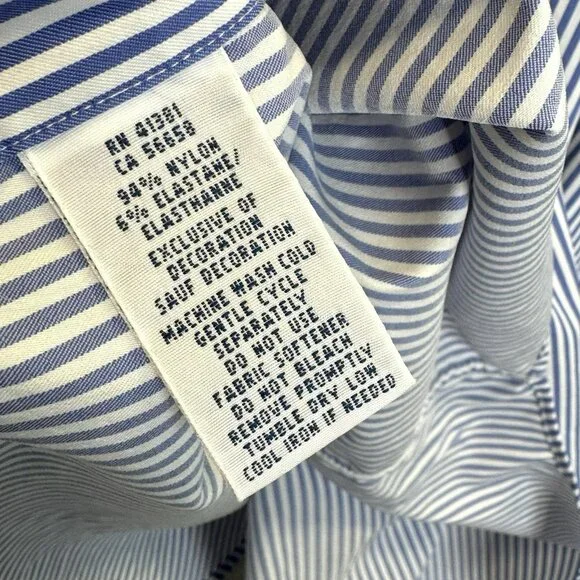 RN 41381
CA 56658
94% NYLON
6% ELASTANE/
ELASTHANNE
EXCLUSIVE OF
DECORATION
SAUF DECORATION
MACHINE WASH COLD
GENTLE CYCLE
SEPARATELY
DO NOT USE
FABRIC SOFTENER
DO NOT BLEACH
REMOVE PROMPTLY
TUMBLE DRY LOW
COOL IRON IF NEEDED